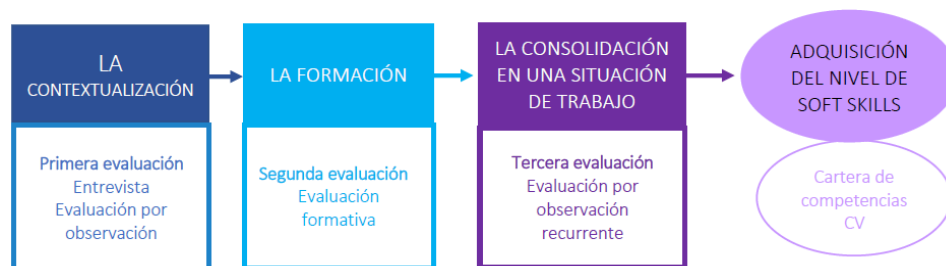 LA
CONTEXTUALIZACIÓN
Primera evaluación
Entrevista
Evaluación por
observación
LA FORMACIÓN
Segunda evaluación
Evaluación
formativa
LA CONSOLIDACIÓN
EN UNA SITUACIÓN
DE TRABAJO
Tercera evaluación
Evaluación por
observación
recurrente
ADQUISICIÓN
DEL NIVEL DE
SOFT SKILLS
Cartera de
competencias
CV